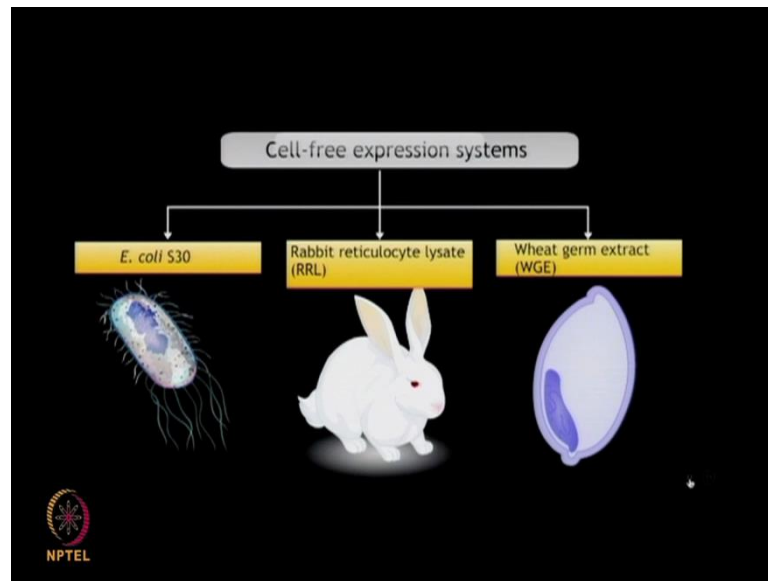 Cell-free expression systems
E. coli S30
Rabbit reticulocyte lysate
(RRL)
Wheat germ extract
(WGE)
NPTEL